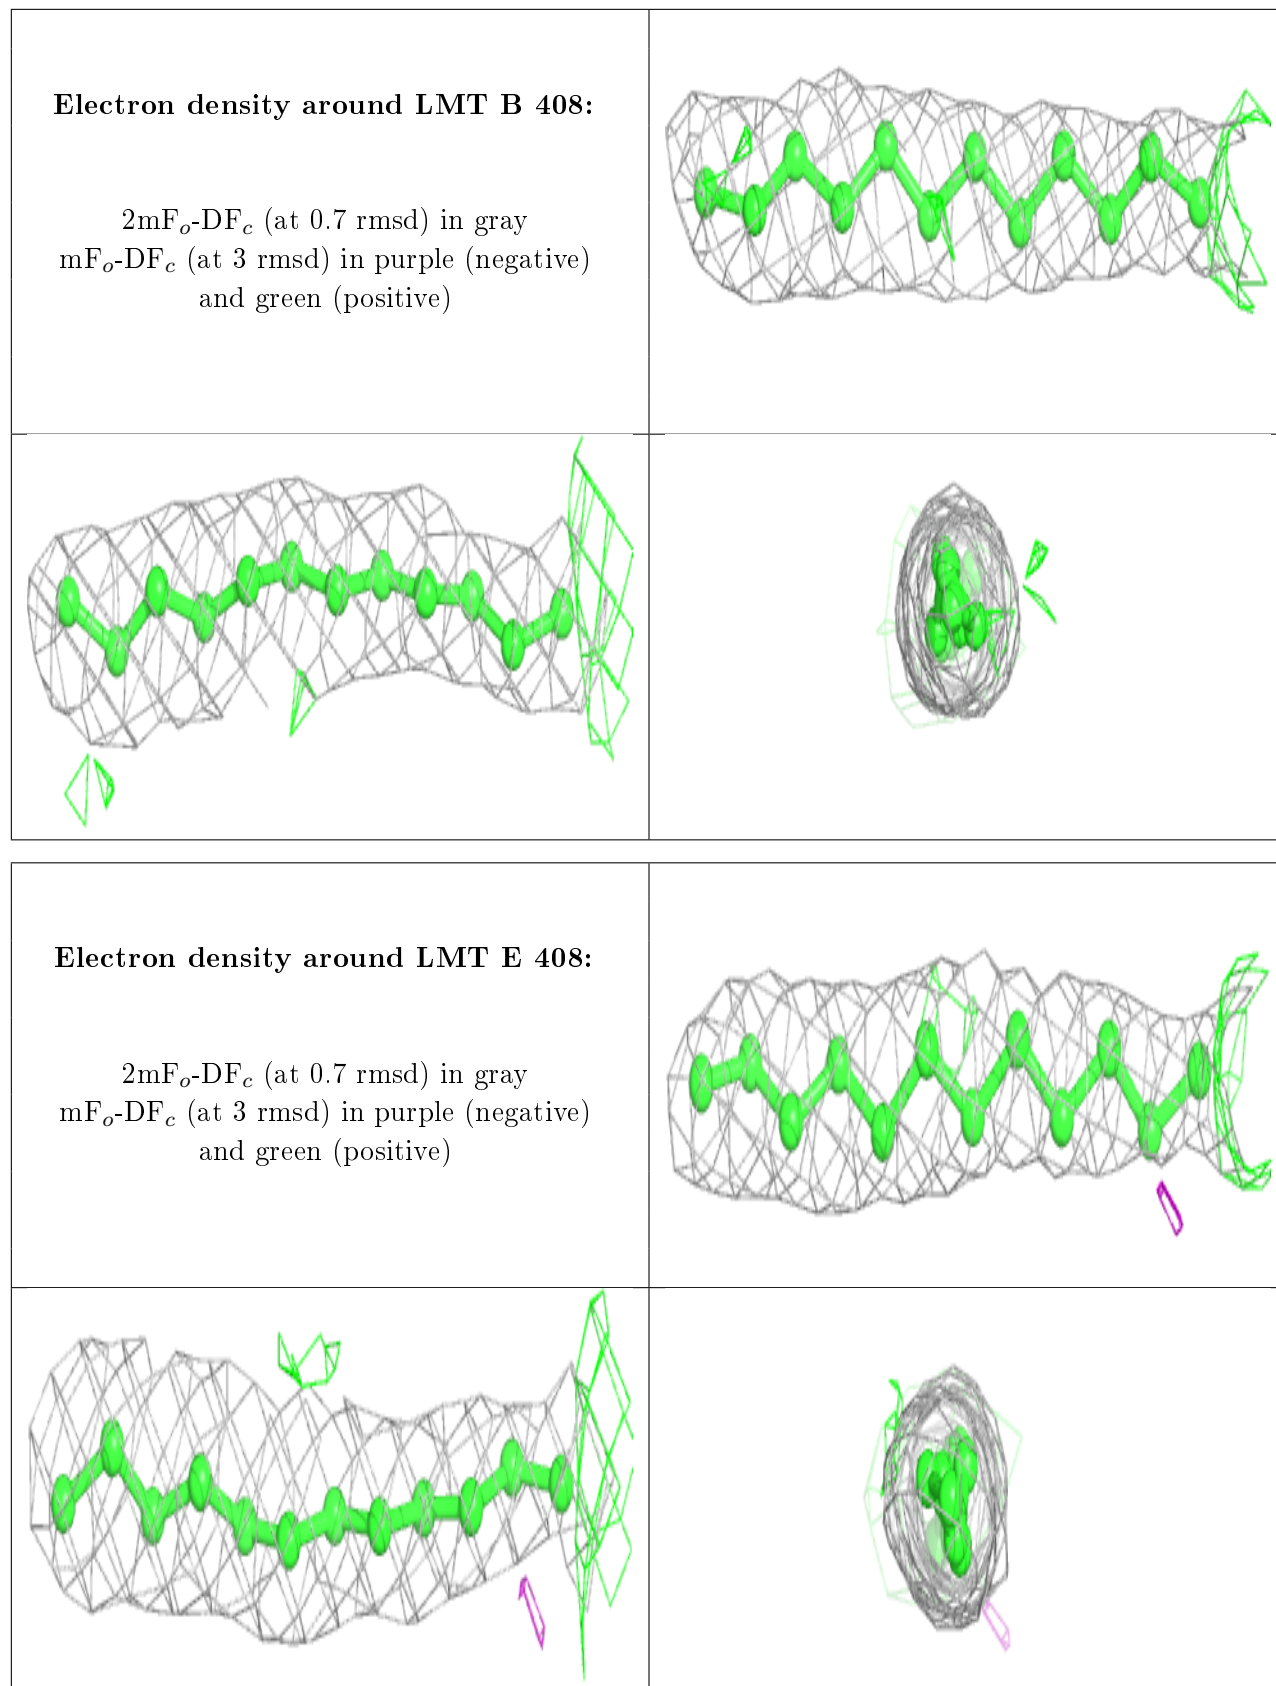 Electron density around LMT B 408:
2mFo-DFc (at 0.7 rmsd) in gray
mFo-DFc (at 3 rmsd) in purple (negative)
and green (positive)
Electron density around LMT E 408:
2mFo-DFc (at 0.7 rmsd) in gray
mFo-DFc (at 3 rmsd) in purple (negative)
and green (positive)